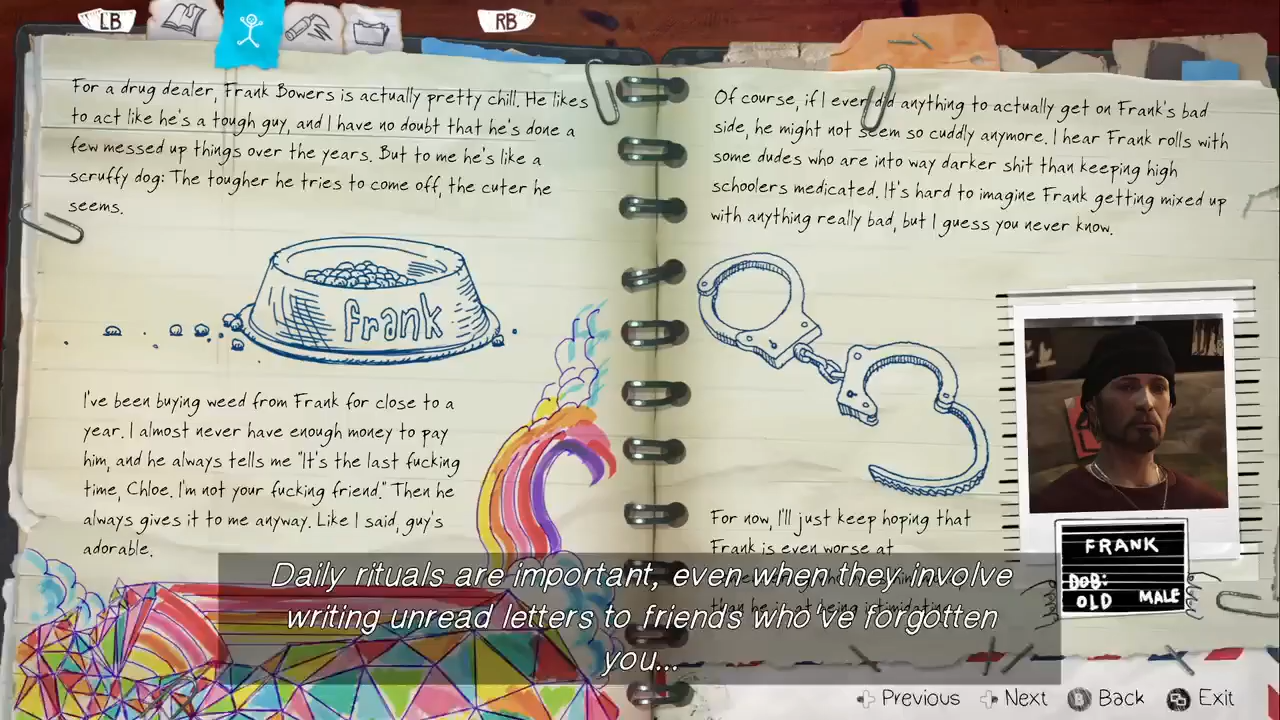 LB
RB
For a drug dealer, Frank Bowers is actually pretty chill. He likes
to act like he's a tough guy, and I have no doubt that he's done a
few messed up things over the years. But to me he's like a
scruffy dog: The tougher he tries to come off, the cuter he
seems.
frank
I've been buying weed from Frank for close to a
year. I almost never have enough money to pay
him, and he always tells me "It's the last fucking
time, Chloe. I'm not your fucking friend." Then he
always gives it to me anyway. Like I said, guy's
adorable.
Of course, if I ever did anything to actually get on Frank's bad
side, he might not seem so cuddly anymore. I hear Frank rolls with
some dudes who are into way darker shit than keeping high
schoolers medicated. It's hard to imagine Frank getting mixed up
with anything really bad, but I guess you never know.
For now, I'll just keep hoping that
Frank is even worse at
than he is at being intimidating.
FRANK
DOB:
OLD MALE
Daily rituals are important, even when they involve
writing unread letters to friends who've forgotten
you...
Previous
Next
B Back
Exit